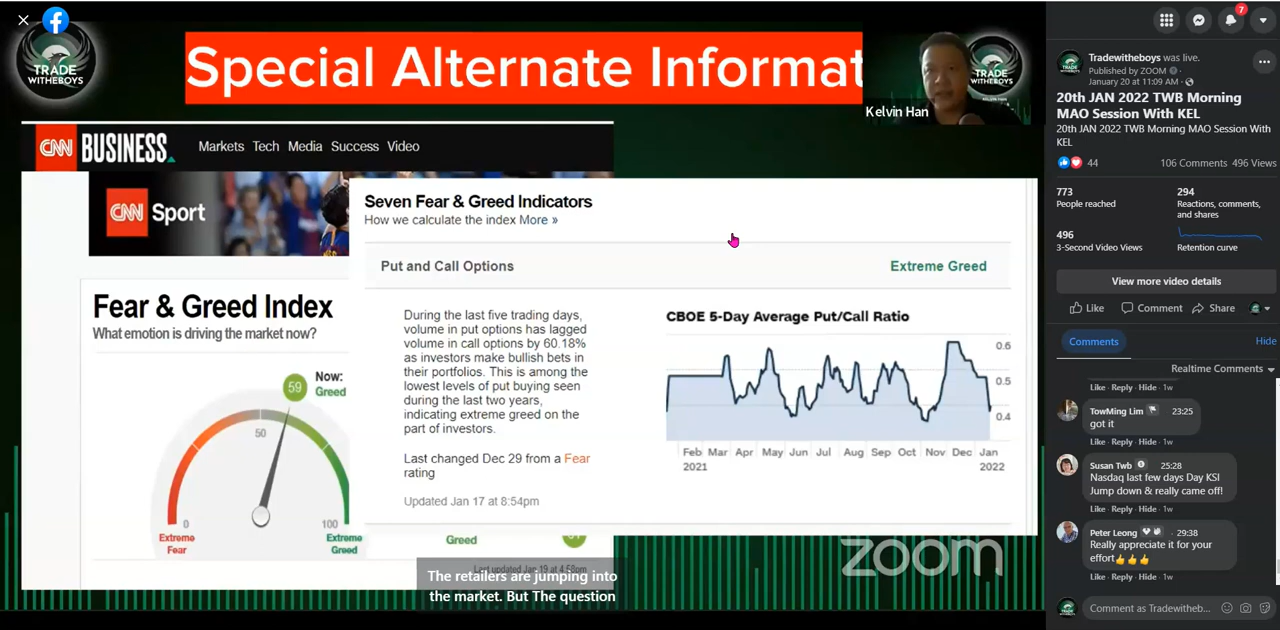 TRADE
WITHEBOYS
Special Alternate Informat
TRADE
WITHEBOYS
Kelvin Han
CNN BUSINESS
Markets Tech Media Success Video
CNN Sport
Fear & Greed Index
What emotion is driving the market now?
Now:
Greed
59
50
0
100
Extreme
Fear
Extreme
Greed
Seven Fear & Greed Indicators
How we calculate the index More »
Put and Call Options
Extreme Greed
During the last five trading days,
volume in put options has lagged
volume in call options by 60.18%
as investors make bullish bets in
their portfolios. This is among the
lowest levels of put buying seen
during the last two years,
indicating extreme greed on the
part of investors.
Last changed Dec 29 from a Fear
rating
Updated Jan 17 at 8:54pm
CBOE 5-Day Average Put/Call Ratio
0.6
0.5
0.4
Feb Mar Apr May Jun Jul Aug Sep Oct Nov Dec Jan
2021 2022
Greed
Last updated Jan 19 at 4:58pm
The retailers are jumping into
the market. But The question
zoom
7
Tradewitheboys was live.
Published by ZOOM
January 20 at 11:09 AM
20th JAN 2022 TWB Morning
MAO Session With KEL
20th JAN 2022 TWB Morning MAO Session With
KEL
44 106 Comments 496 Views
773
People reached
294
Reactions, comments,
and shares
496
3-Second Video Views
Retention curve
View more video details
Like Comment Share
Comments Hide
Realtime Comments
Like · Reply · Hide · 1w
TowMing Lim 23:25
got it
Like · Reply · Hide · 1w
Susan Twb 25:28
Nasdaq last few days Day KSI
Jump down & really came off!
Like · Reply · Hide · 1w
Peter Leong · 29:38
Really appreciate it for your
effort👍👍👍
Like · Reply · Hide · 1w
Comment as Tradewitheb...